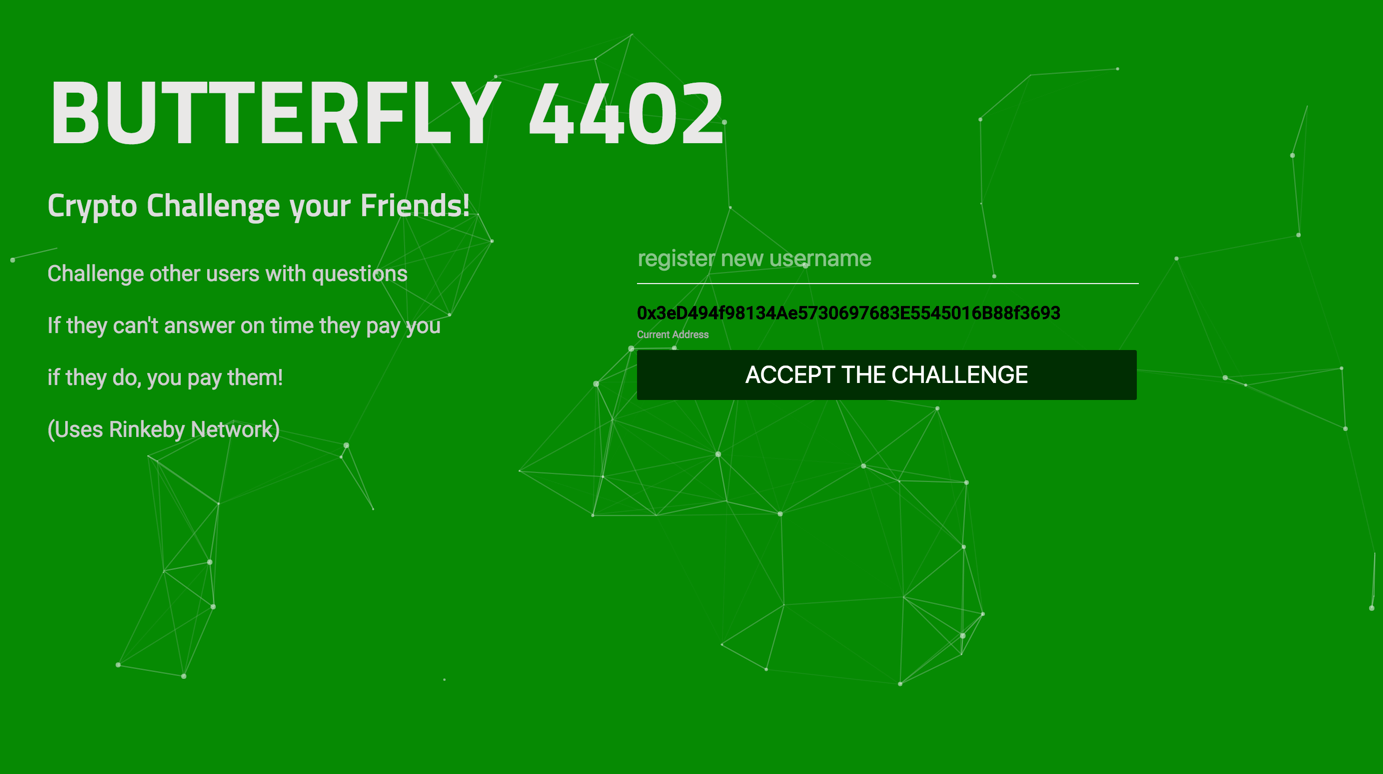 BUTTERFLY 4402
Crypto Challenge your Friends!
Challenge other users with questions
If they can't answer on time they pay you
if they do, you pay them!
(Uses Rinkeby Network)
register new username
0x3eD494f98134Ae5730697683E5545016B88f3693
Current Address
ACCEPT THE CHALLENGE